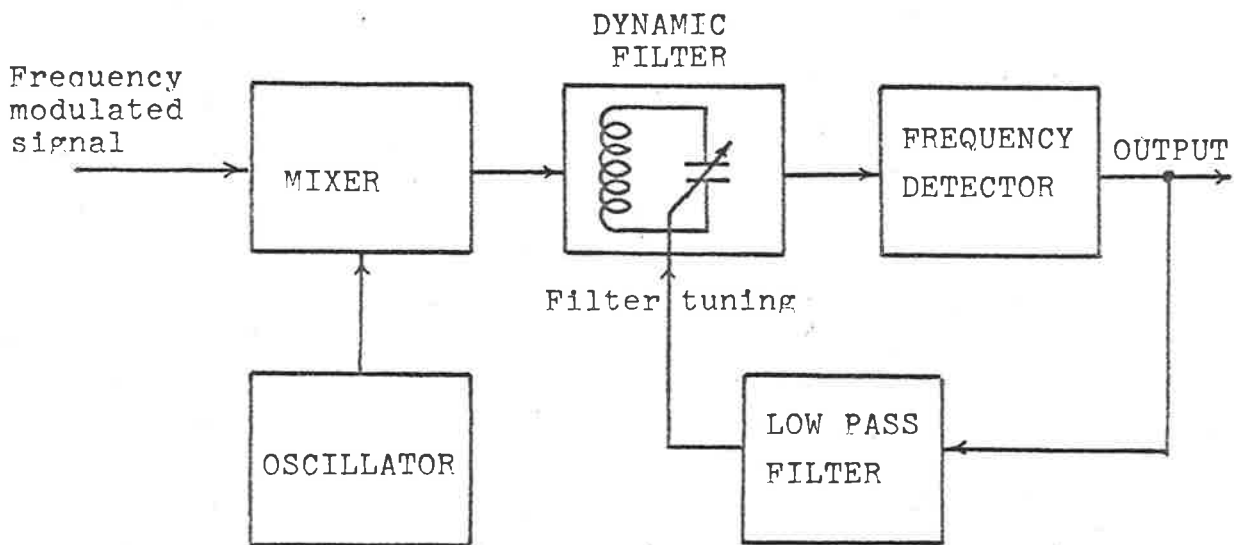 DYNAMIC
FILTER
Frequency
modulated
signal
MIXER
FREQUENCY
DETECTOR
OUTPUT
Filter tuning
OSCILLATOR
LOW PASS
FILTER